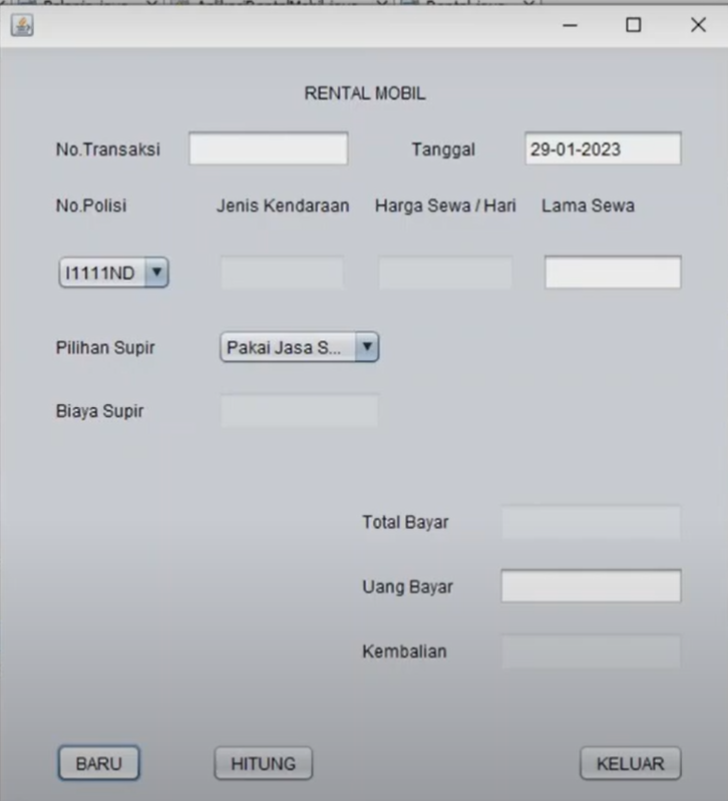 RENTAL MOBIL
No.Transaksi Tanggal 29-01-2023
No.Polisi Jenis Kendaraan Harga Sewa / Hari Lama Sewa
I1111ND
Pilihan Supir Pakai Jasa S...
Biaya Supir
Total Bayar
Uang Bayar
Kembalian
BARU HITUNG KELUAR